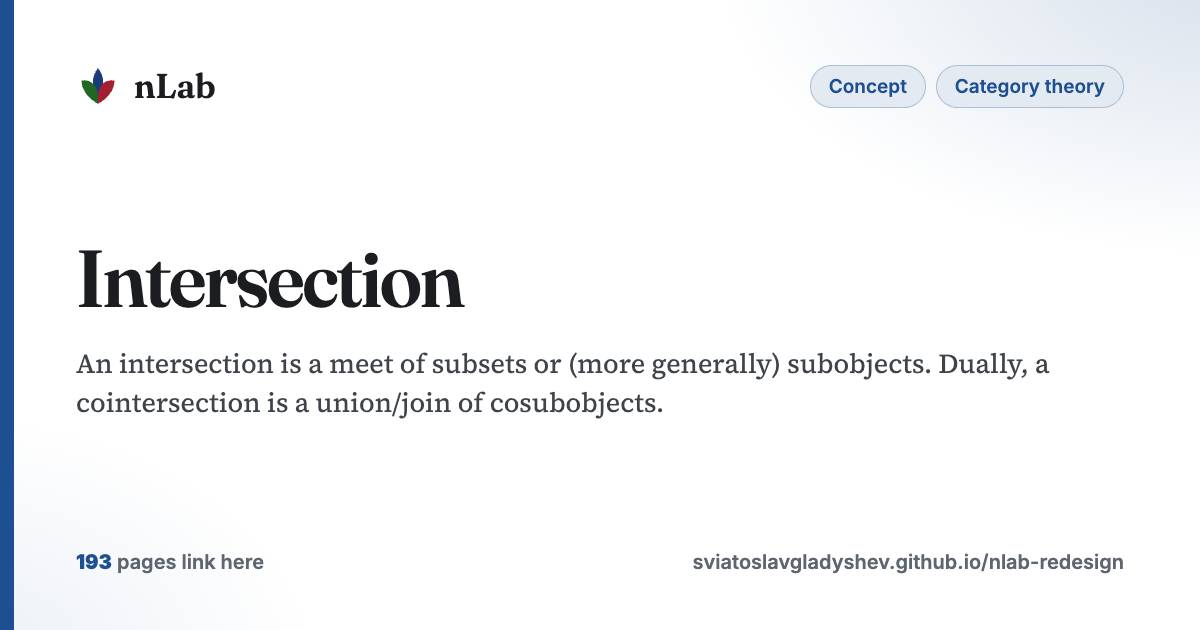 nLab
Concept
Category theory
Intersection
An intersection is a meet of subsets or (more generally) subobjects. Dually, a
cointersection is a union/join of cosubobjects.
193 pages link here
sviatoslavgladyshev.github.io/nlab-redesign